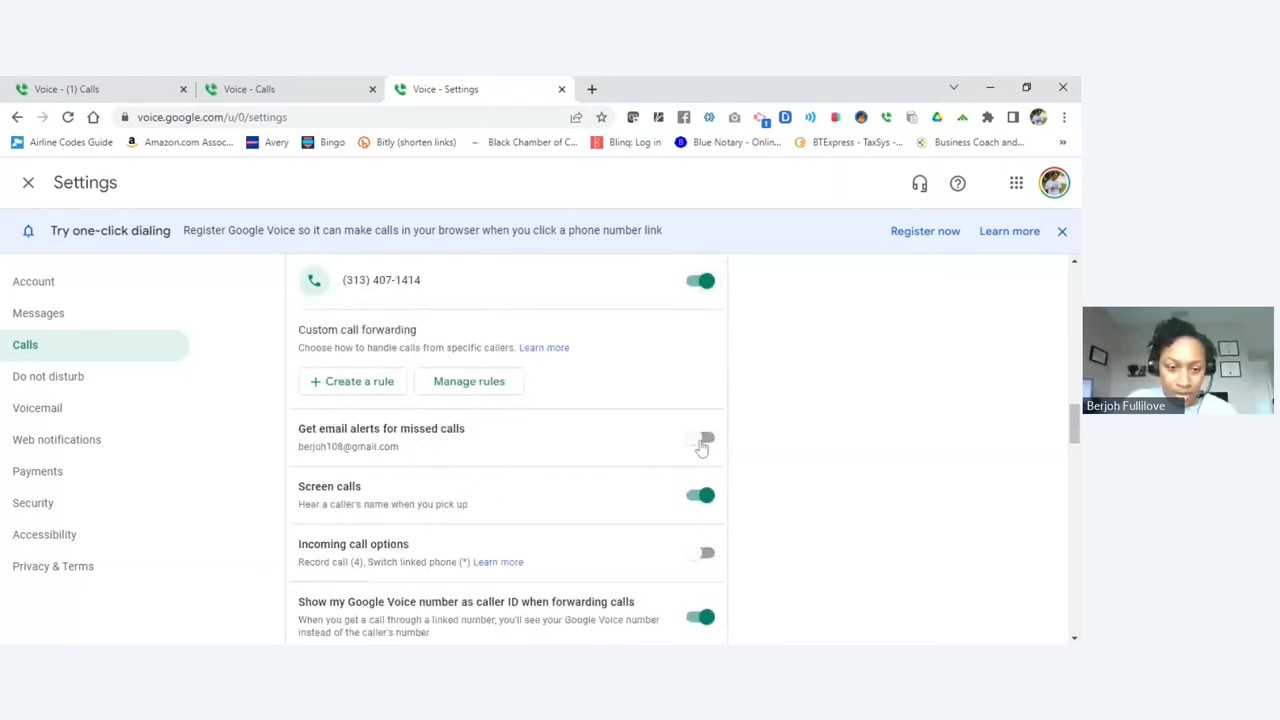 Voice - (1) Calls
Voice - Calls
Voice - Settings
voice.google.com/u/0/settings
Airline Codes Guide
Amazon.com Assoc...
Avery
Bingo
Bitly (shorten links)
Black Chamber of C...
Blinq: Log in
Blue Notary - Onlin...
BTExpress - TaxSys -...
Business Coach and...
»
Settings
Try one-click dialing
Register Google Voice so it can make calls in your browser when you click a phone number link
Register now
Learn more
Account
Messages
Calls
Do not disturb
Voicemail
Web notifications
Payments
Security
Accessibility
Privacy & Terms
(313) 407-1414
Custom call forwarding
Choose how to handle calls from specific callers. Learn more
+ Create a rule
Manage rules
Get email alerts for missed calls
berjoh108@gmail.com
Screen calls
Hear a caller's name when you pick up
Incoming call options
Record call (4), Switch linked phone (*) Learn more
Show my Google Voice number as caller ID when forwarding calls
When you get a call through a linked number, you'll see your Google Voice number
instead of the caller's number
Berjoh Fullilove